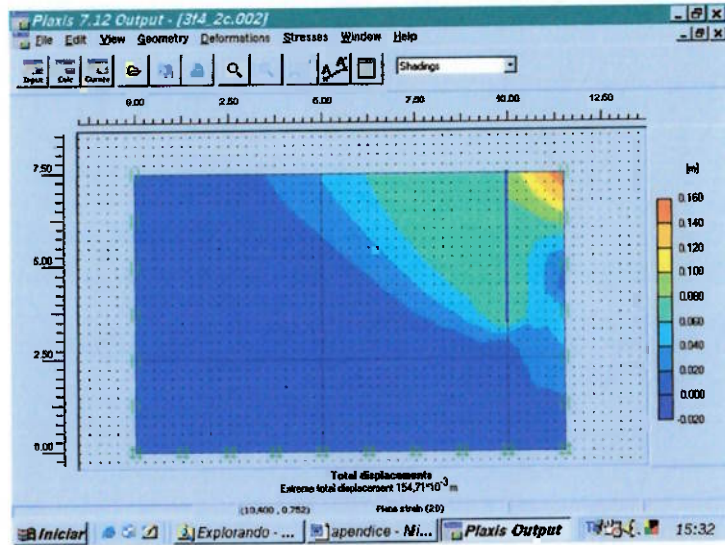 Plaxis 7.12 Output - [3f4_2c.002]
File Edit View Geometry Deformations Stresses Window Help
Input Calc Curves Shadings
0.00 2.50 5.00 7.50 10.00 12.50
7.50
5.00
2.50
0.00
[m]
0.160
0.140
0.120
0.100
0.080
0.060
0.040
0.020
0.000
-0.020
Total displacements
Extreme total displacement 154,71*10-3 m
(10,600 , 0.752) Plane strain (2D)
Iniciar Explorando - ... apendice - Mi... Plaxis Output 15:32